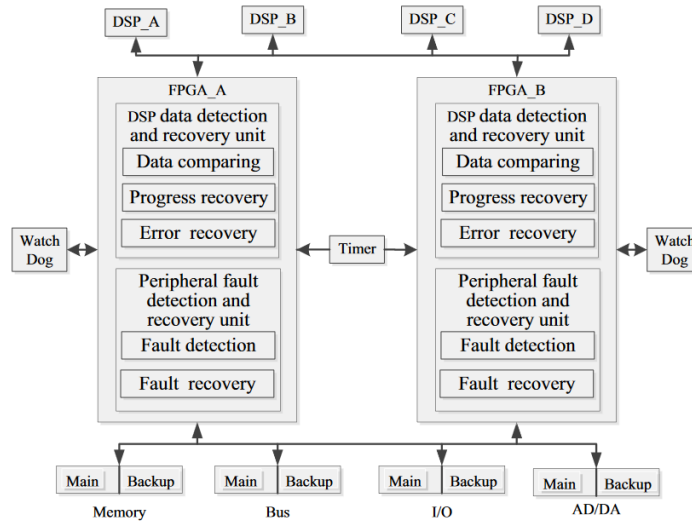 DSP_A
DSP_B
DSP_C
DSP_D
FPGA_A
DSP data detection
and recovery unit
Data comparing
Progress recovery
Error recovery
Peripheral fault
detection and
recovery unit
Fault detection
Fault recovery
Watch
Dog
Timer
FPGA_B
DSP data detection
and recovery unit
Data comparing
Progress recovery
Error recovery
Peripheral fault
detection and
recovery unit
Fault detection
Fault recovery
Watch
Dog
Main Backup
Memory
Main Backup
Bus
Main Backup
I/O
Main Backup
AD/DA